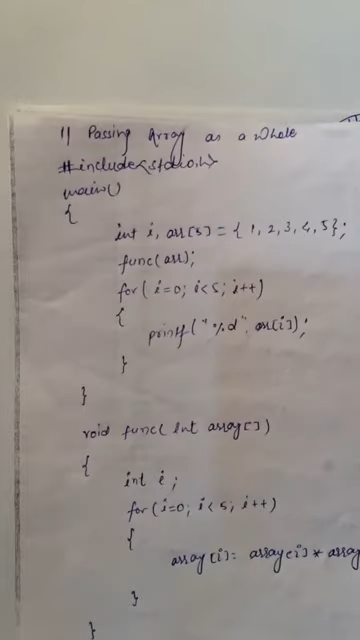 // Passing Array as a Whole
#include<stdio.h>
main()
{
int i, arr[5] = { 1, 2, 3, 4, 5};
func(arr);
for( i=0; i<5; i++)
{
printf("%d", arr[i]);
}
}
void func( int array[])
{
int i ;
for(i=0; i<5; i++)
{
array[i]= array[i] * array
}
}